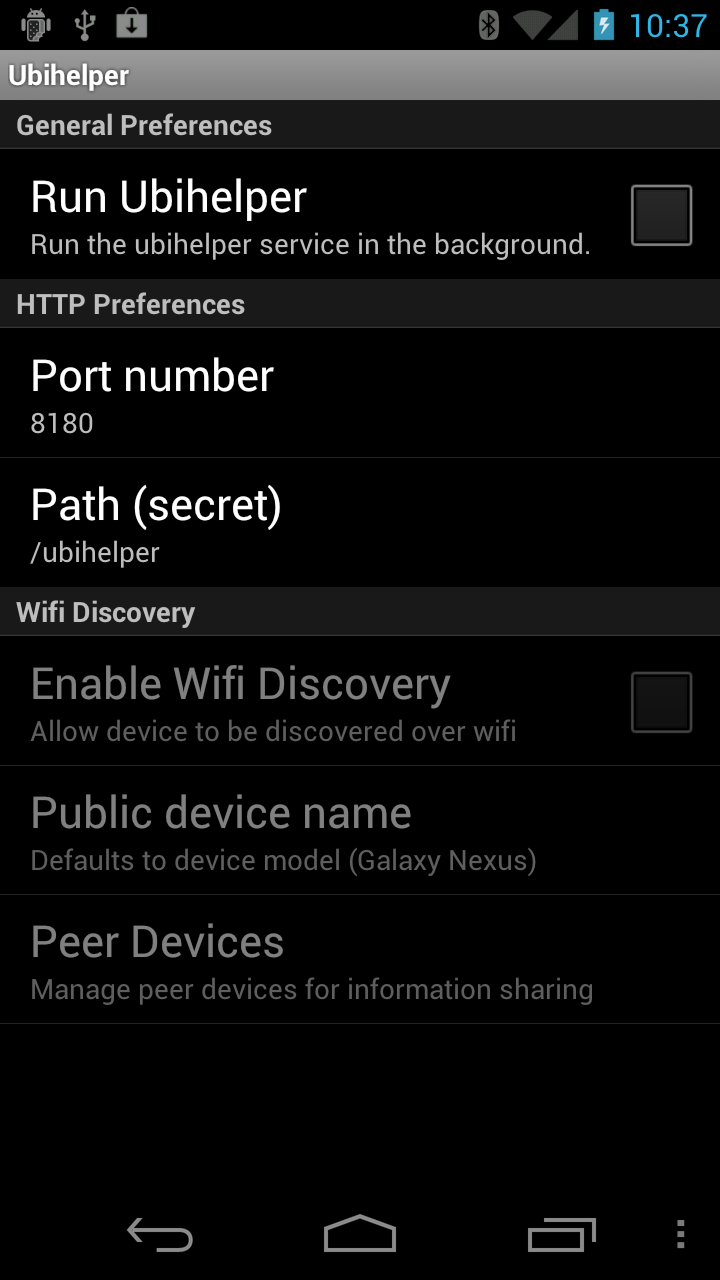 10:37
Ubihelper
General Preferences
Run Ubihelper
Run the ubihelper service in the background.
HTTP Preferences
Port number
8180
Path (secret)
/ubihelper
Wifi Discovery
Enable Wifi Discovery
Allow device to be discovered over wifi
Public device name
Defaults to device model (Galaxy Nexus)
Peer Devices
Manage peer devices for information sharing